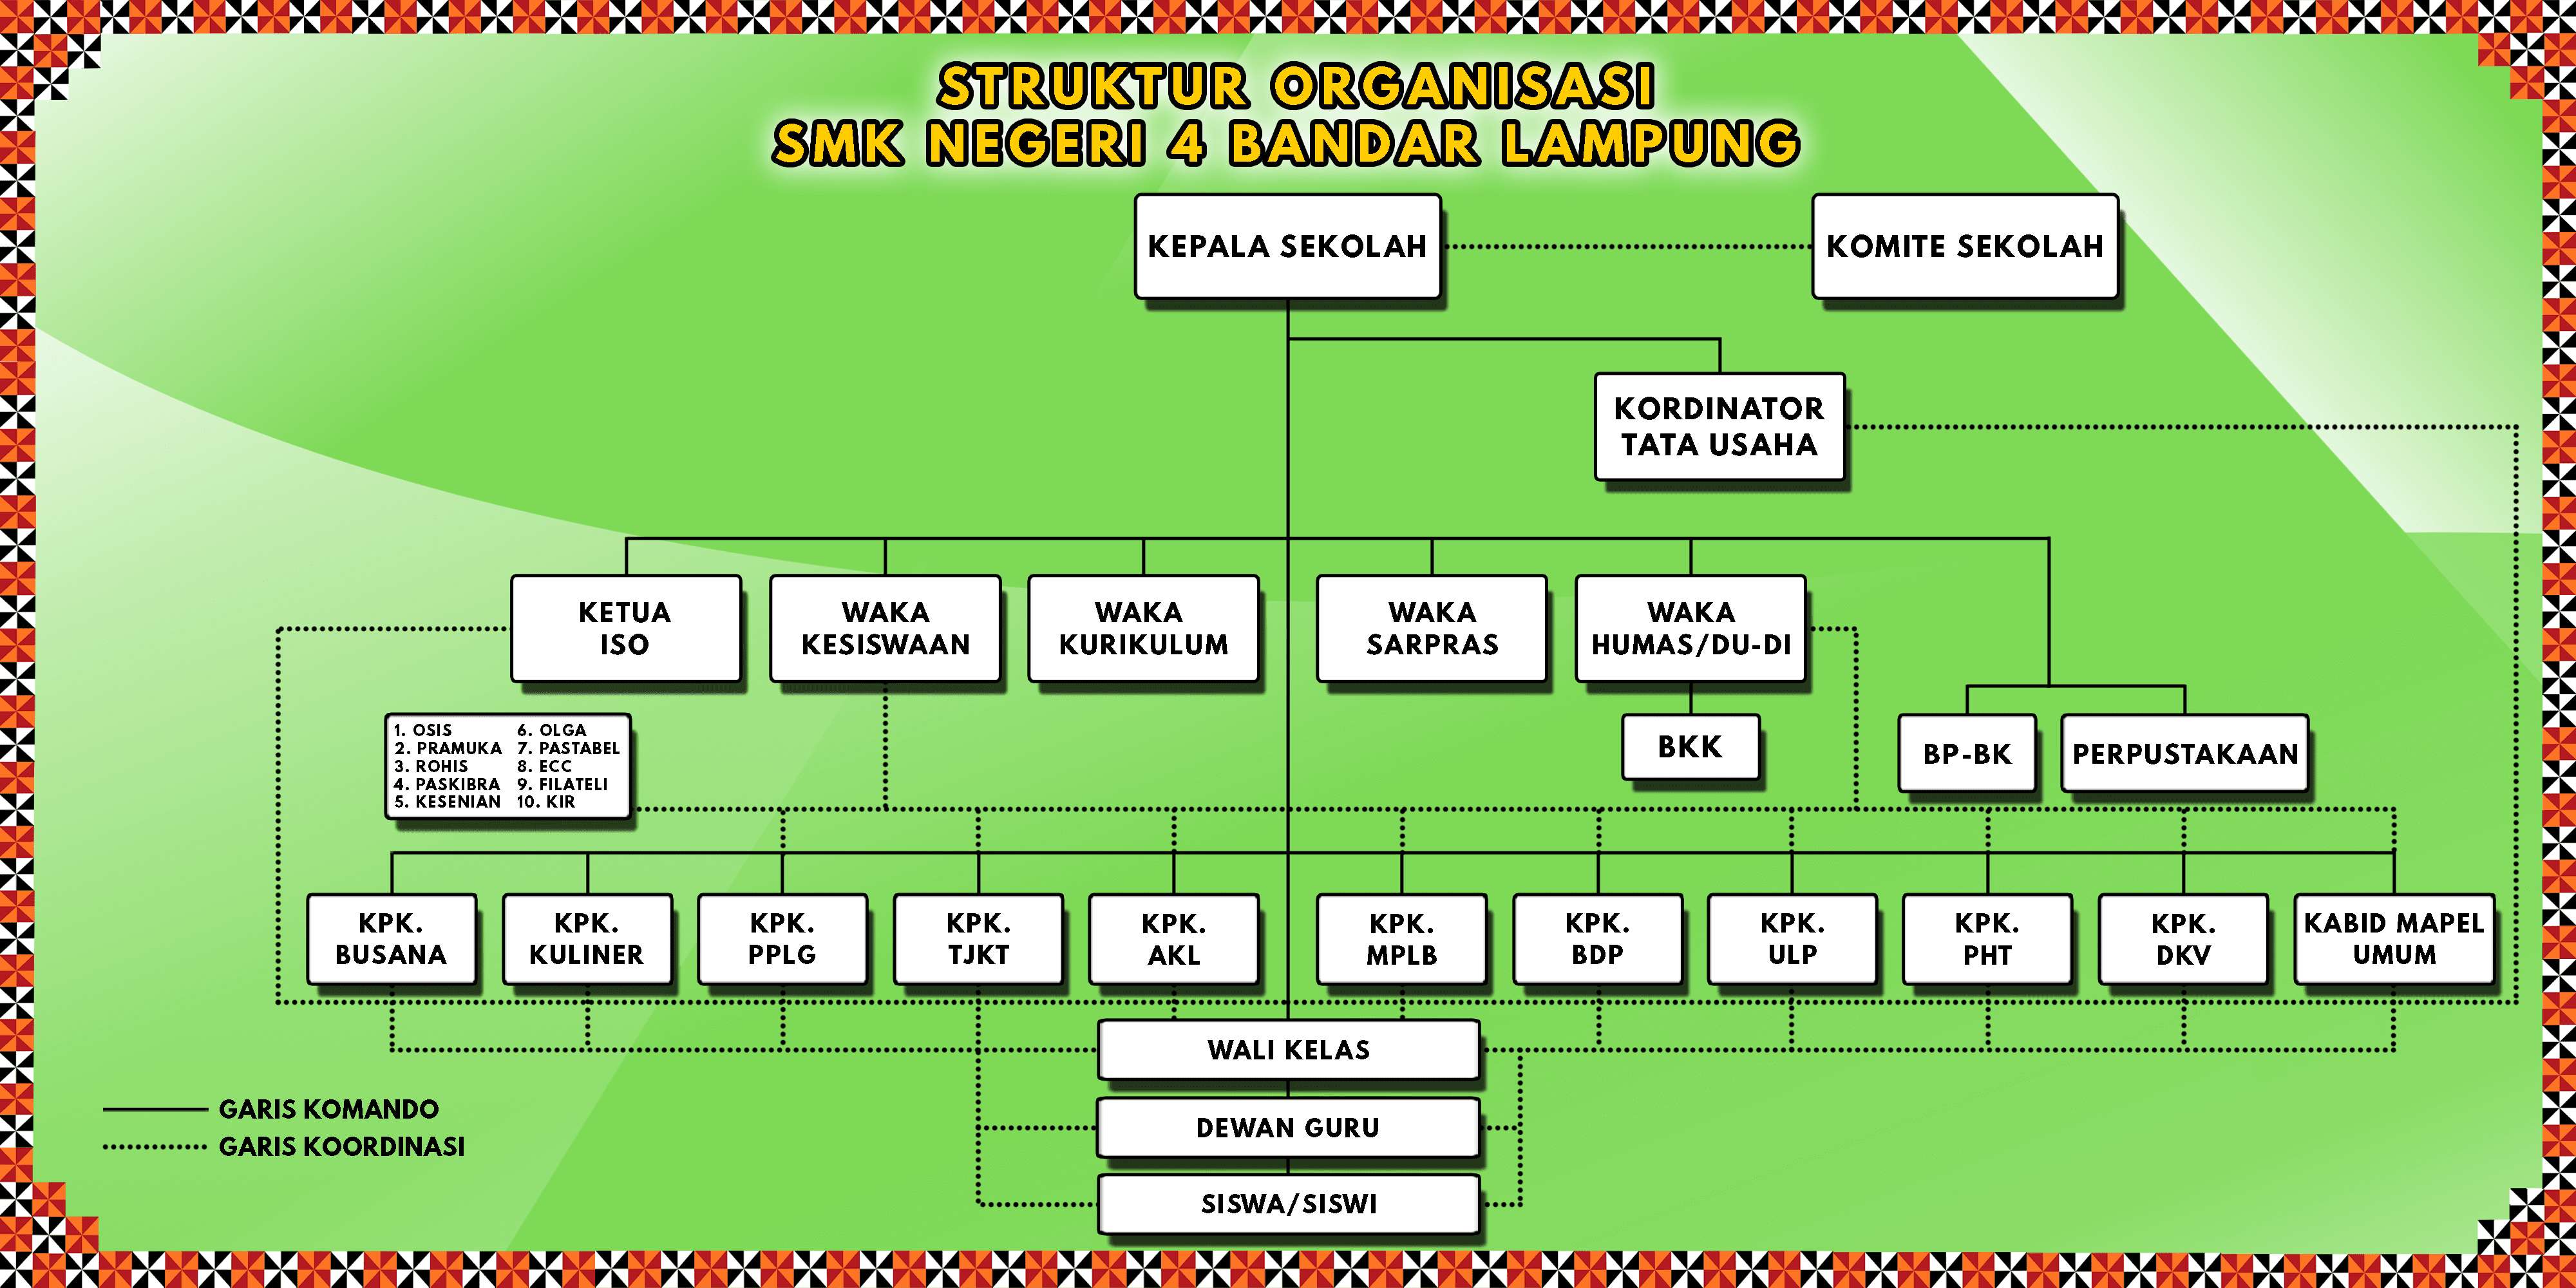 STRUKTUR ORGANISASI
SMK NEGERI 4 BANDAR LAMPUNG
KEPALA SEKOLAH
KOMITE SEKOLAH
KORDINATOR
TATA USAHA
KETUA
ISO
WAKA
KESISWAAN
WAKA
KURIKULUM
WAKA
SARPRAS
WAKA
HUMAS/DU-DI
1. OSIS
2. PRAMUKA
3. ROHIS
4. PASKIBRA
5. KESENIAN
6. OLGA
7. PASTABEL
8. ECC
9. FILATELI
10. KIR
BKK
BP-BK
PERPUSTAKAAN
KPK.
BUSANA
KPK.
KULINER
KPK.
PPLG
KPK.
TJKT
KPK.
AKL
KPK.
MPLB
KPK.
BDP
KPK.
ULP
KPK.
PHT
KPK.
DKV
KABID MAPEL
UMUM
WALI KELAS
DEWAN GURU
SISWA/SISWI
GARIS KOMANDO
GARIS KOORDINASI